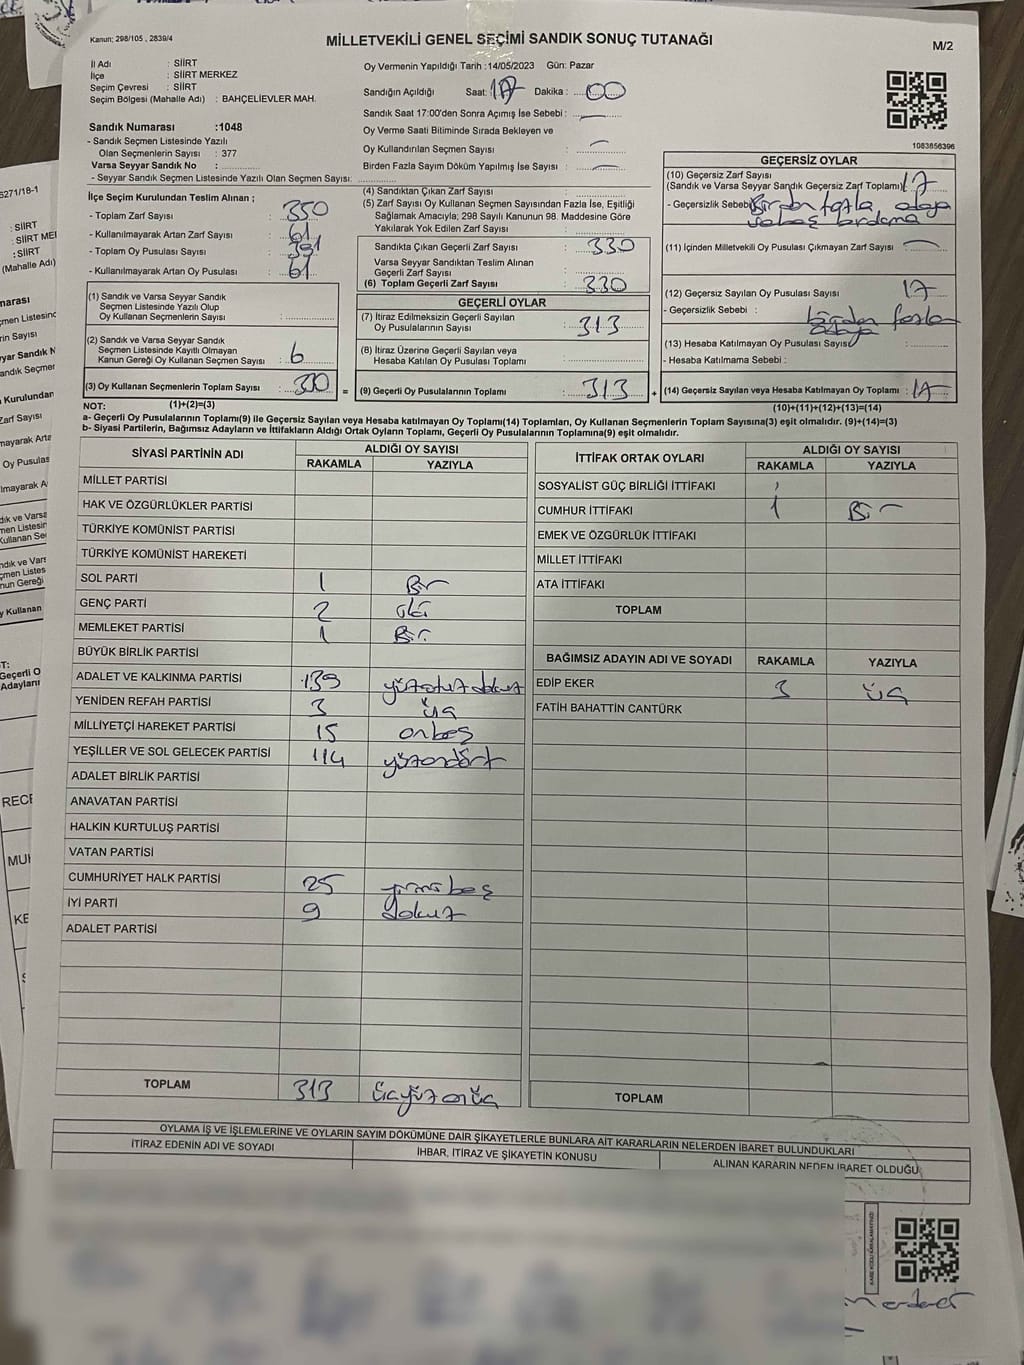 Kanun: 298/105 , 2839/4
MİLLETVEKİLİ GENEL SEÇİMİ SANDIK SONUÇ TUTANAĞI
M/2
İl Adı : SİİRT
İlçe : SİİRT MERKEZ
Seçim Çevresi : SİİRT
Seçim Bölgesi (Mahalle Adı) : BAHÇELİEVLER MAH.
Sandık Numarası :1048
- Sandık Seçmen Listesinde Yazılı
Olan Seçmenlerin Sayısı : 377
Varsa Seyyar Sandık No :
- Seyyar Sandık Seçmen Listesinde Yazılı Olan Seçmen Sayısı:
Oy Vermenin Yapıldığı Tarih :14/05/2023 Gün: Pazar
Sandığın Açıldığı Saat: 17 Dakika : 00
Sandık Saat 17:00'den Sonra Açımış İse Sebebi :
Oy Verme Saati Bitiminde Sırada Bekleyen ve
Oy Kullandırılan Seçmen Sayısı :
Birden Fazla Sayım Döküm Yapılmış İse Sayısı :
1083856396
İlçe Seçim Kurulundan Teslim Alınan ;
- Toplam Zarf Sayısı : 350
- Kullanılmayarak Artan Zarf Sayısı : 61
- Toplam Oy Pusulası : 391
- Kullanılmayarak Artan Oy Pusulası : 61
(1) Sandık ve Varsa Seyyar Sandık
Seçmen Listesinde Yazılı Olup
Oy Kullanan Seçmenlerin Sayısı :
(2) Sandık ve Varsa Seyyar Sandık
Seçmen Listesinde Kayıtlı Olmayan
Kanun Gereği Oy Kullanan Seçmen Sayısı : 6
(3) Oy Kullanan Seçmenlerin Toplam Sayısı : 330 =
(1)+(2)=(3)
(4) Sandıktan Çıkan Zarf Sayısı :
(5) Zarf Sayısı Oy Kullanan Seçmen Sayısından Fazla İse, Eşitliği
Sağlamak Amacıyla; 298 Sayılı Kanunun 98. Maddesine Göre
Yakılarak Yok Edilen Zarf Sayısı :
Sandıkta Çıkan Geçerli Zarf Sayısı : 330
Varsa Seyyar Sandıktan Teslim Alınan
Geçerli Zarf Sayısı :
(6) Toplam Geçerli Zarf Sayısı : 330
GEÇERLİ OYLAR
(7) İtiraz Edilmeksizin Geçerli Sayılan
Oy Pusulalarının Sayısı : 313
(8) İtiraz Üzerine Geçerli Sayılan veya
Hesaba Katılan Oy Pusulası Toplamı :
(9) Geçerli Oy Pusulalarının Toplamı : 313 +
GEÇERSİZ OYLAR
(10) Geçersiz Zarf Sayısı
(Sandık ve Varsa Seyyar Sandık Geçersiz Zarf Toplamı): 17
- Geçersizlik Sebebi: Birden fazla adaya
(11) İçinden Milletvekili Oy Pusulası Çıkmayan Zarf Sayısı :
(12) Geçersiz Sayılan Oy Pusulası Sayısı : 17
- Geçersizlik Sebebi : birden fazla
adaya
(13) Hesaba Katılmayan Oy Pusulası Sayısı :
- Hesaba Katılmama Sebebi :
(14) Geçersiz Sayılan veya Hesaba Katılmayan Oy Toplamı : 17
(10)+(11)+(12)+(13)=(14)
NOT:
a- Geçerli Oy Pusulalarının Toplamı(9) ile Geçersiz Sayılan veya Hesaba katılmayan Oy Toplamı(14) Toplamları, Oy Kullanan Seçmenlerin Toplam Sayısına(3) eşit olmalıdır. (9)+(14)=(3)
b- Siyasi Partilerin, Bağımsız Adayların ve İttifakların Aldığı Ortak Oyların Toplamı, Geçerli Oy Pusulalarının Toplamına(9) eşit olmalıdır.
SİYASİ PARTİNİN ADI
ALDIĞI OY SAYISI
RAKAMLA YAZIYLA
MİLLET PARTİSİ
HAK VE ÖZGÜRLÜKLER PARTİSİ
TÜRKİYE KOMÜNİST PARTİSİ
TÜRKİYE KOMÜNİST HAREKETİ
SOL PARTİ 1 Bir
GENÇ PARTİ 2 iki
MEMLEKET PARTİSİ 1 Bir
BÜYÜK BİRLİK PARTİSİ
ADALET VE KALKINMA PARTİSİ 139 yüzotuzdokuz
YENİDEN REFAH PARTİSİ 3 üç
MİLLİYETÇİ HAREKET PARTİSİ 15 onbeş
YEŞİLLER VE SOL GELECEK PARTİSİ 114 yüzondört
ADALET BİRLİK PARTİSİ
ANAVATAN PARTİSİ
HALKIN KURTULUŞ PARTİSİ
VATAN PARTİSİ
CUMHURİYET HALK PARTİSİ 25 yirmibeş
İYİ PARTİ 9 dokuz
ADALET PARTİSİ
TOPLAM 313 üçyüzonüç
İTTİFAK ORTAK OYLARI
ALDIĞI OY SAYISI
RAKAMLA YAZIYLA
SOSYALİST GÜÇ BİRLİĞİ İTTİFAKI
CUMHUR İTTİFAKI 1 Bir
EMEK VE ÖZGÜRLÜK İTTİFAKI
MİLLET İTTİFAKI
ATA İTTİFAKI
TOPLAM
BAĞIMSIZ ADAYIN ADI VE SOYADI RAKAMLA YAZIYLA
EDİP EKER 3 üç
FATİH BAHATTİN CANTÜRK
TOPLAM
OYLAMA İŞ VE İŞLEMLERİNE VE OYLARIN SAYIM DÖKÜMÜNE DAİR ŞİKAYETLERLE BUNLARA AİT KARARLARIN NELERDEN İBARET BULUNDUKLARI
İTİRAZ EDENİN ADI VE SOYADI İHBAR, İTİRAZ VE ŞİKAYETİN KONUSU ALINAN KARARIN NEDEN İBARET OLDUĞU